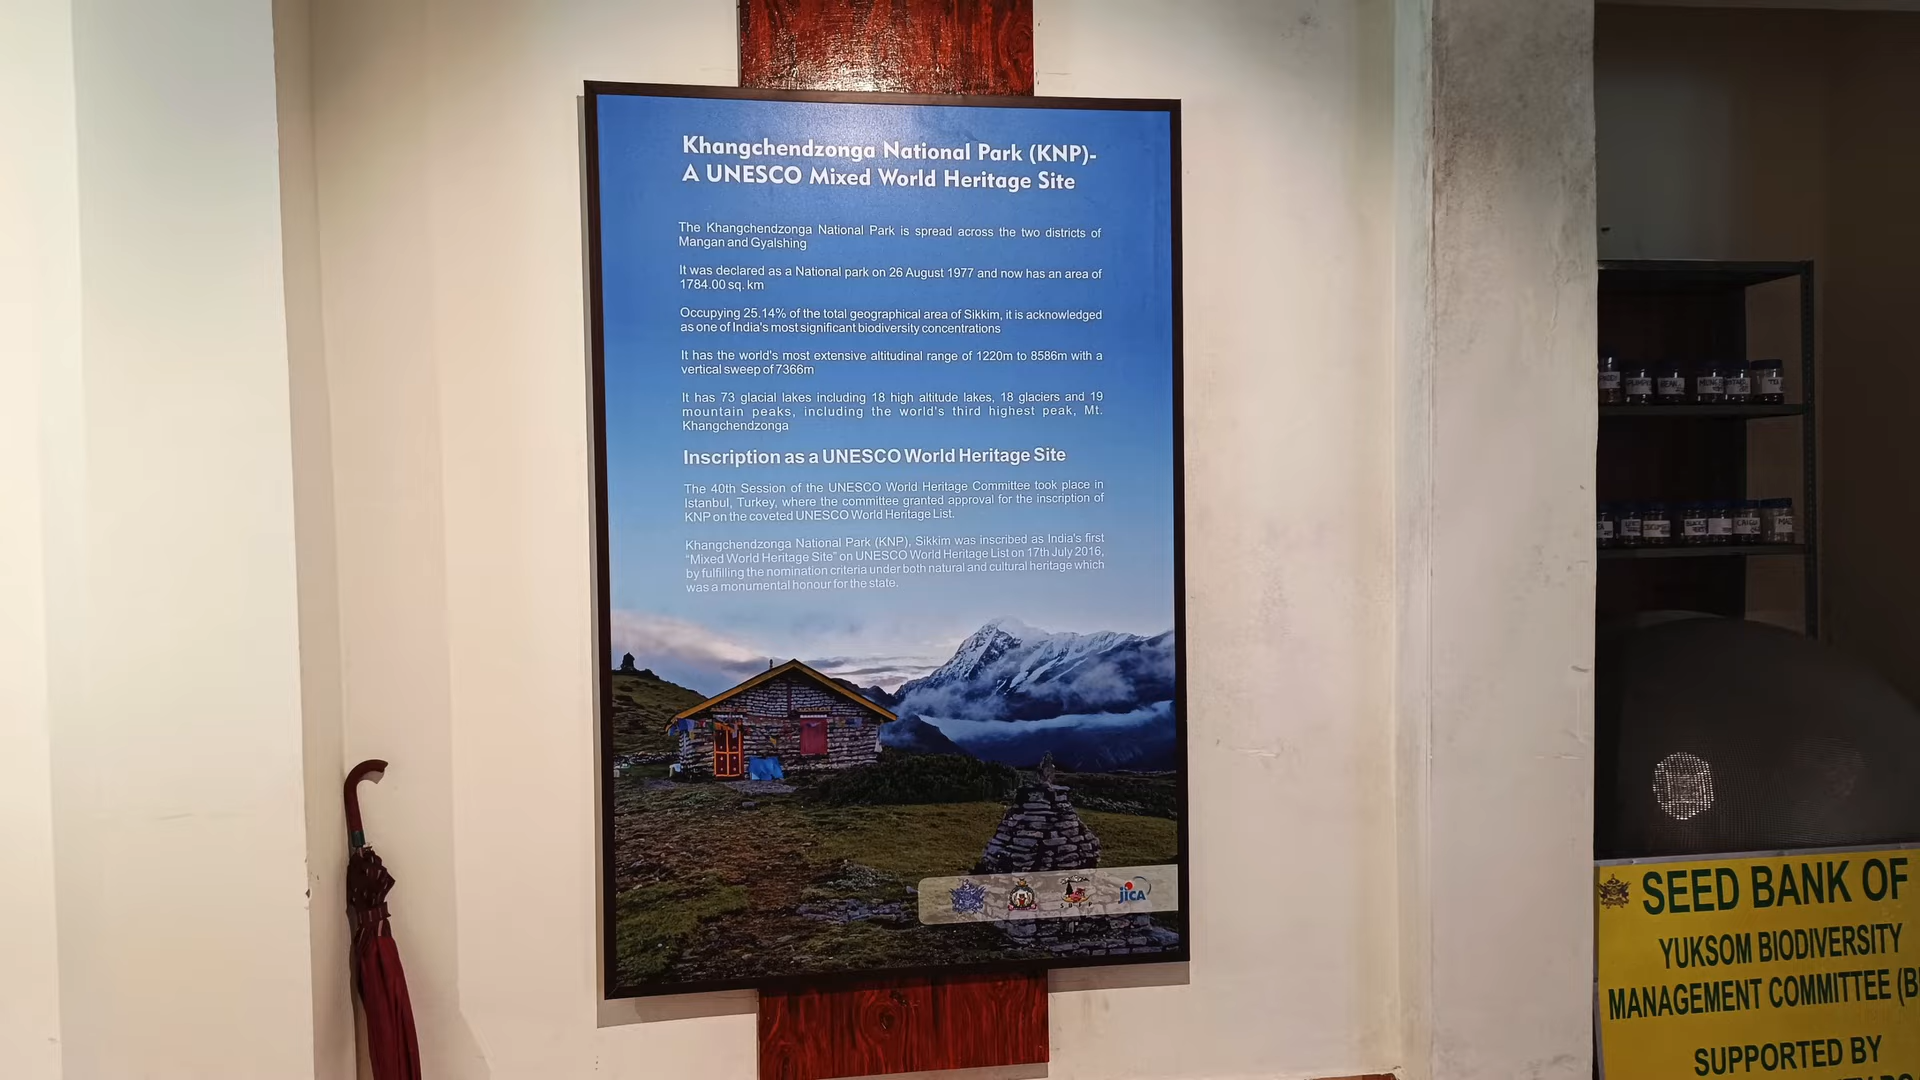 Khangchendzonga National Park (KNP)-
A UNESCO Mixed World Heritage Site
The Khangchendzonga National Park is spread across the two districts of
Mangan and Gyalshing
It was declared as a National park on 26 August 1977 and now has an area of
1784.00 sq. km
Occupying 25.14% of the total geographical area of Sikkim, it is acknowledged
as one of India's most significant biodiversity concentrations
It has the world's most extensive altitudinal range of 1220m to 8586m with a
vertical sweep of 7366m
It has 73 glacial lakes including 18 high altitude lakes, 18 glaciers and 19
mountain peaks, including the world's third highest peak, Mt.
Khangchendzonga
Inscription as a UNESCO World Heritage Site
The 40th Session of the UNESCO World Heritage Committee took place in
Istanbul, Turkey, where the committee granted approval for the inscription of
KNP on the coveted UNESCO World Heritage List.
Khangchendzonga National Park (KNP), Sikkim was inscribed as India's first
"Mixed World Heritage Site" on UNESCO World Heritage List on 17th July 2016,
by fulfilling the nomination criteria under both natural and cultural heritage which
was a monumental honour for the state.
JICA
SEED BANK OF
YUKSOM BIODIVERSITY
MANAGEMENT COMMITTEE (B
SUPPORTED BY